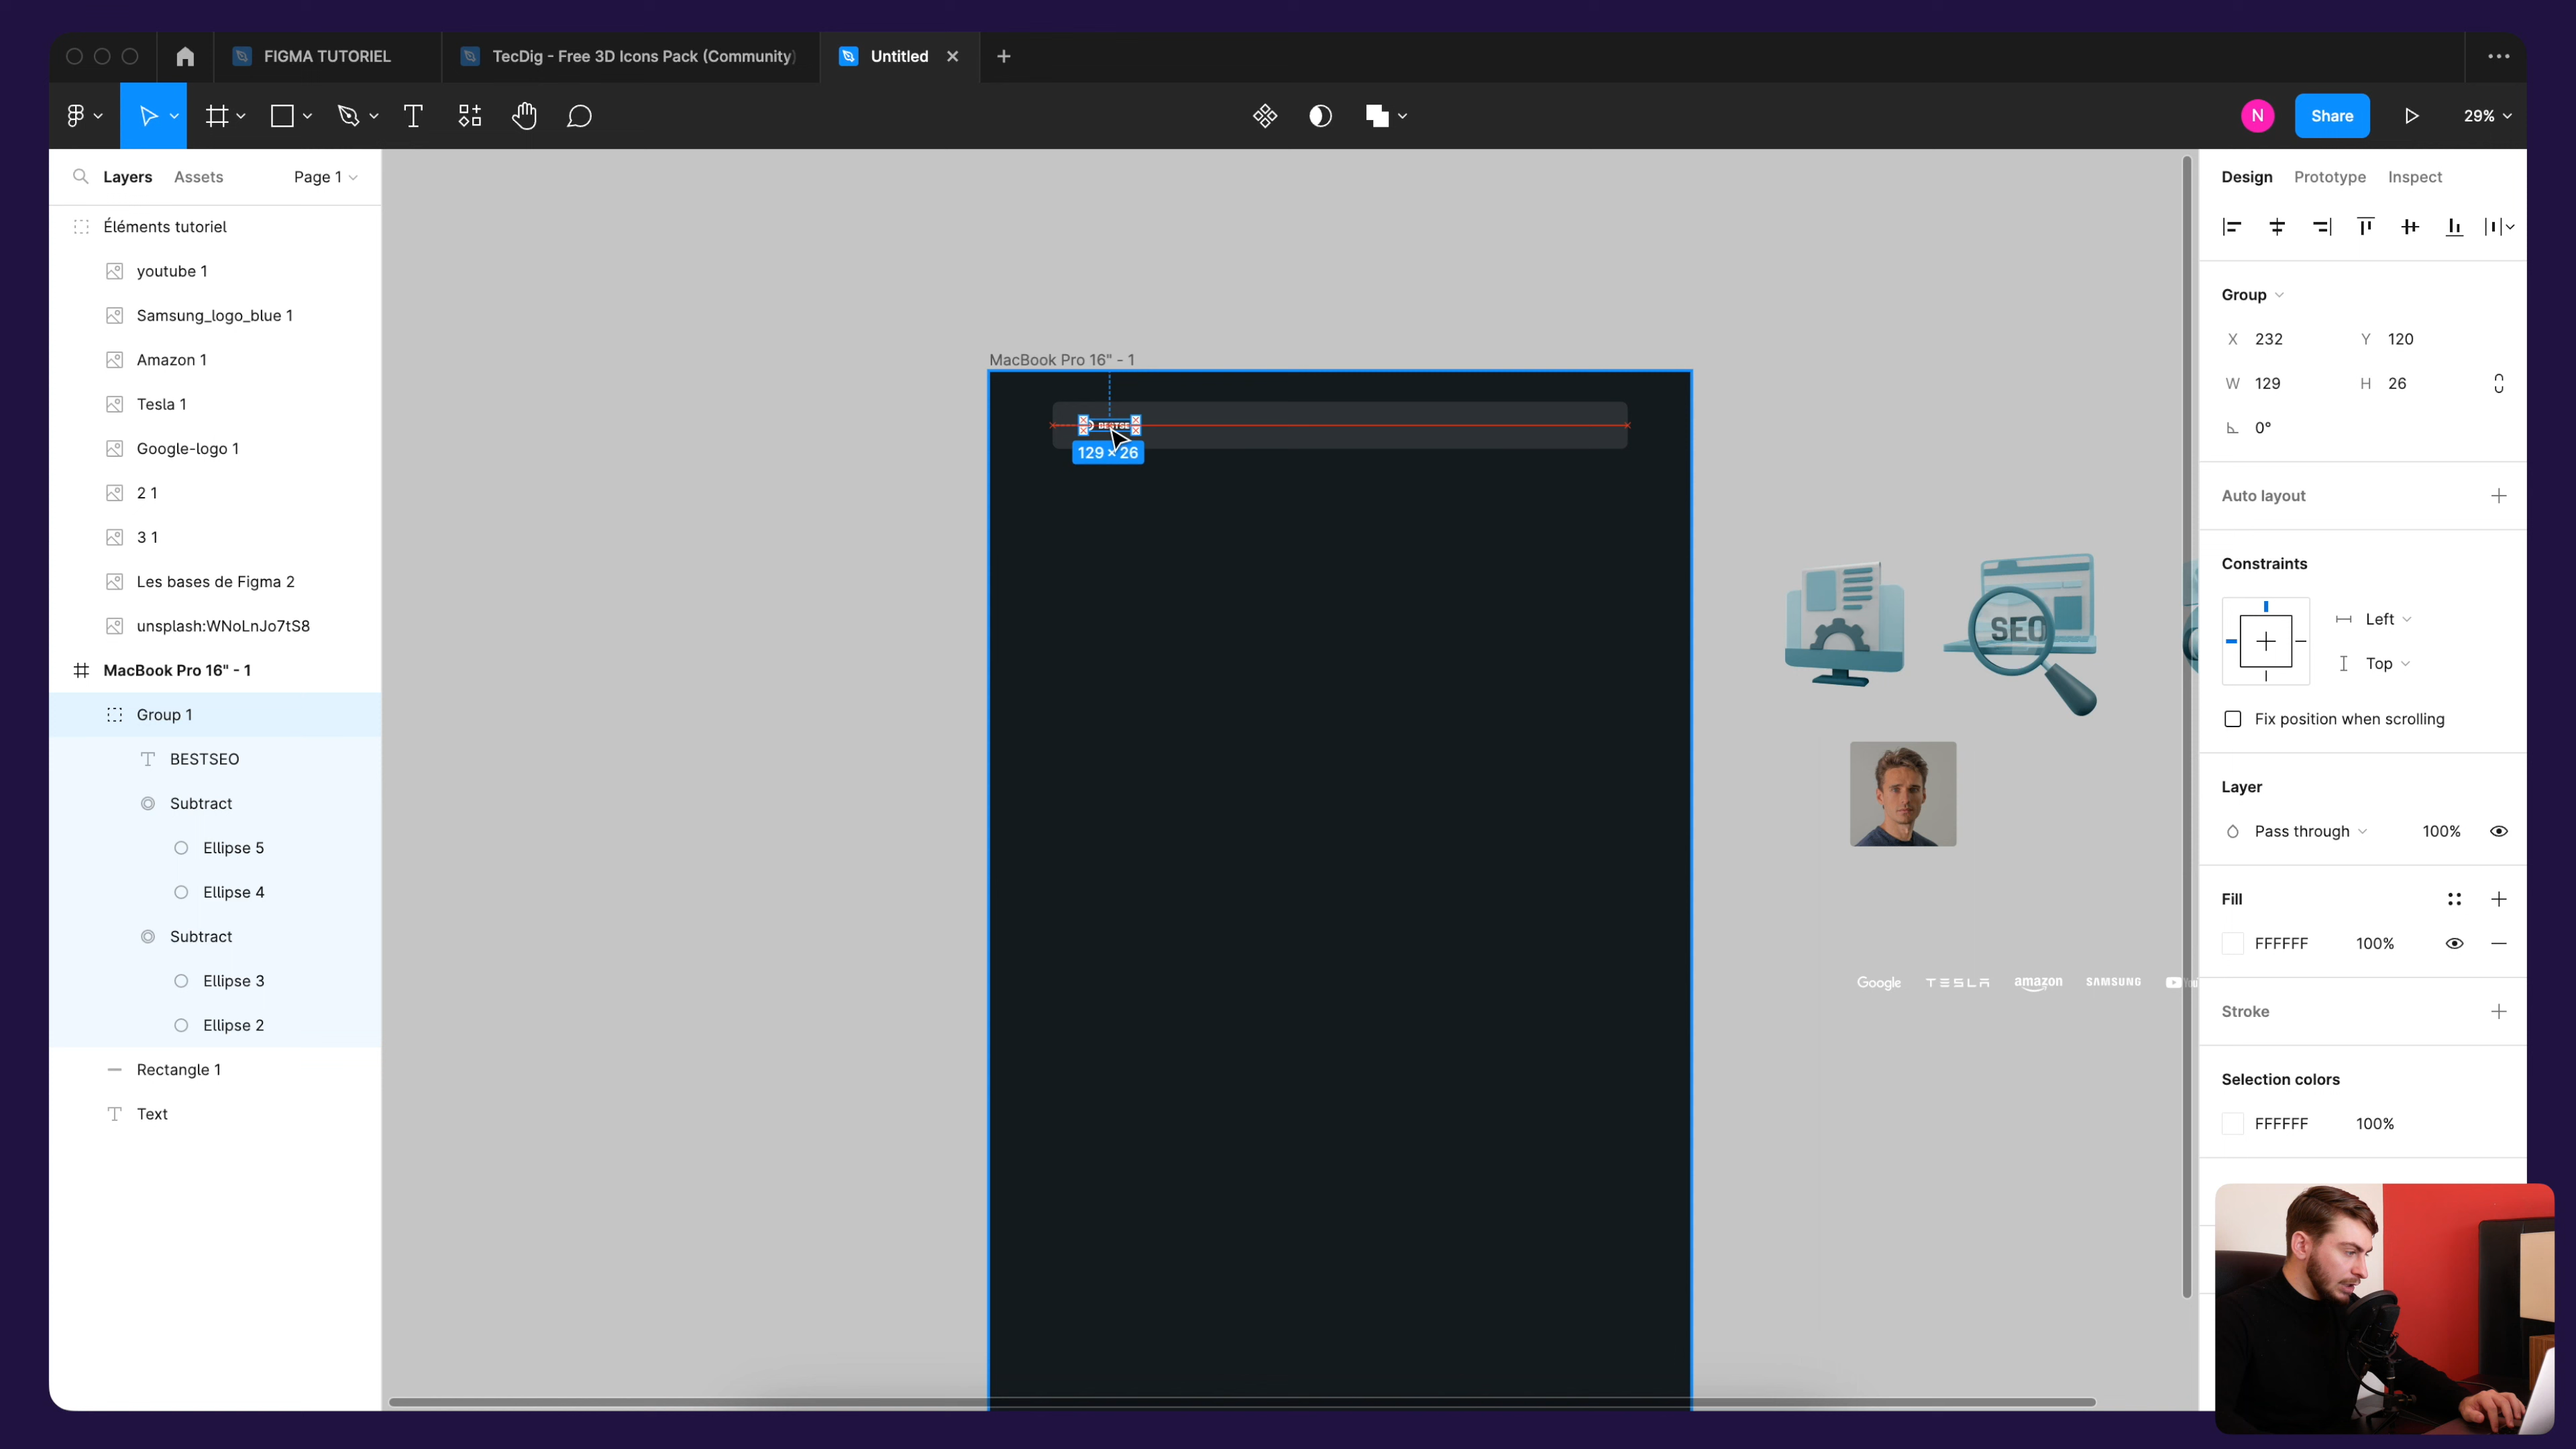 FIGMA TUTORIEL
TecDig - Free 3D Icons Pack (Community)
Untitled
N
Share
29%
Layers
Assets
Page 1
Éléments tutoriel
youtube 1
Samsung_logo_blue 1
Amazon 1
Tesla 1
Google-logo 1
2 1
3 1
Les bases de Figma 2
unsplash:WNoLnJo7tS8
MacBook Pro 16" - 1
Group 1
BESTSEO
Subtract
Ellipse 5
Ellipse 4
Subtract
Ellipse 3
Ellipse 2
Rectangle 1
Text
MacBook Pro 16" - 1
BESTSE
129 × 26
SEO
Google
TESLA
amazon
SAMSUNG
You
Design
Prototype
Inspect
Group
X 232
Y 120
W 129
H 26
0°
Auto layout
Constraints
Left
Top
Fix position when scrolling
Layer
Pass through
100%
Fill
FFFFFF
100%
Stroke
Selection colors
FFFFFF
100%